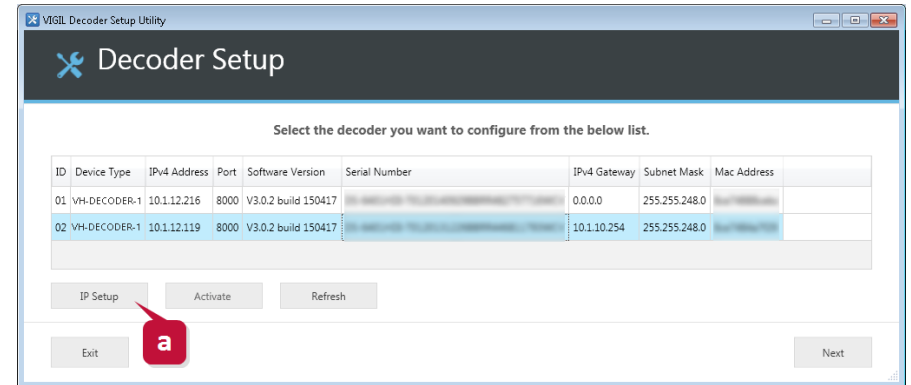 VIGIL Decoder Setup Utility
Decoder Setup
Select the decoder you want to configure from the below list.
ID Device Type IPv4 Address Port Software Version Serial Number IPv4 Gateway Subnet Mask Mac Address
01 VH-DECODER-1 10.1.12.216 8000 V3.0.2 build 150417 0.0.0.0 255.255.248.0
02 VH-DECODER-1 10.1.12.119 8000 V3.0.2 build 150417 10.1.10.254 255.255.248.0
IP Setup Activate Refresh
a
Exit Next